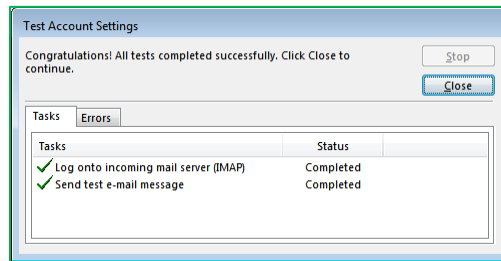 Test Account Settings
Congratulations! All tests completed successfully. Click Close to
continue.
Stop
Close
Tasks Errors
Tasks Status
Log onto incoming mail server (IMAP) Completed
Send test e-mail message Completed